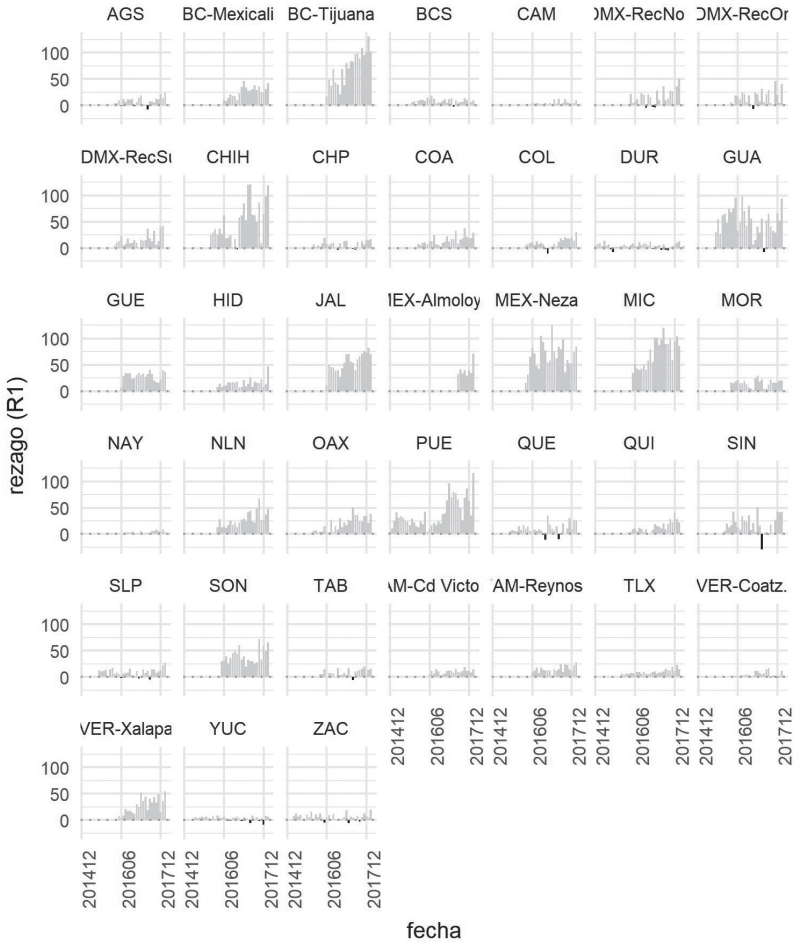 AGS BC-Mexicali BC-Tijuana BCS CAM DMX-RecNo DMX-RecOr
100
50
0
DMX-RecSu CHIH CHP COA COL DUR GUA
100
50
0
GUE HID JAL MEX-Almoloy MEX-Neza MIC MOR
100
50
0
rezago (R1)
NAY NLN OAX PUE QUE QUI SIN
100
50
0
SLP SON TAB AM-Cd Victo AM-Reynos TLX VER-Coatz.
100
50
0
201412 201606 201712 201412 201606 201712 201412 201606 201712 201412 201606 201712
VER-Xalapa YUC ZAC
100
50
0
201412 201606 201712 201412 201606 201712 201412 201606 201712
fecha